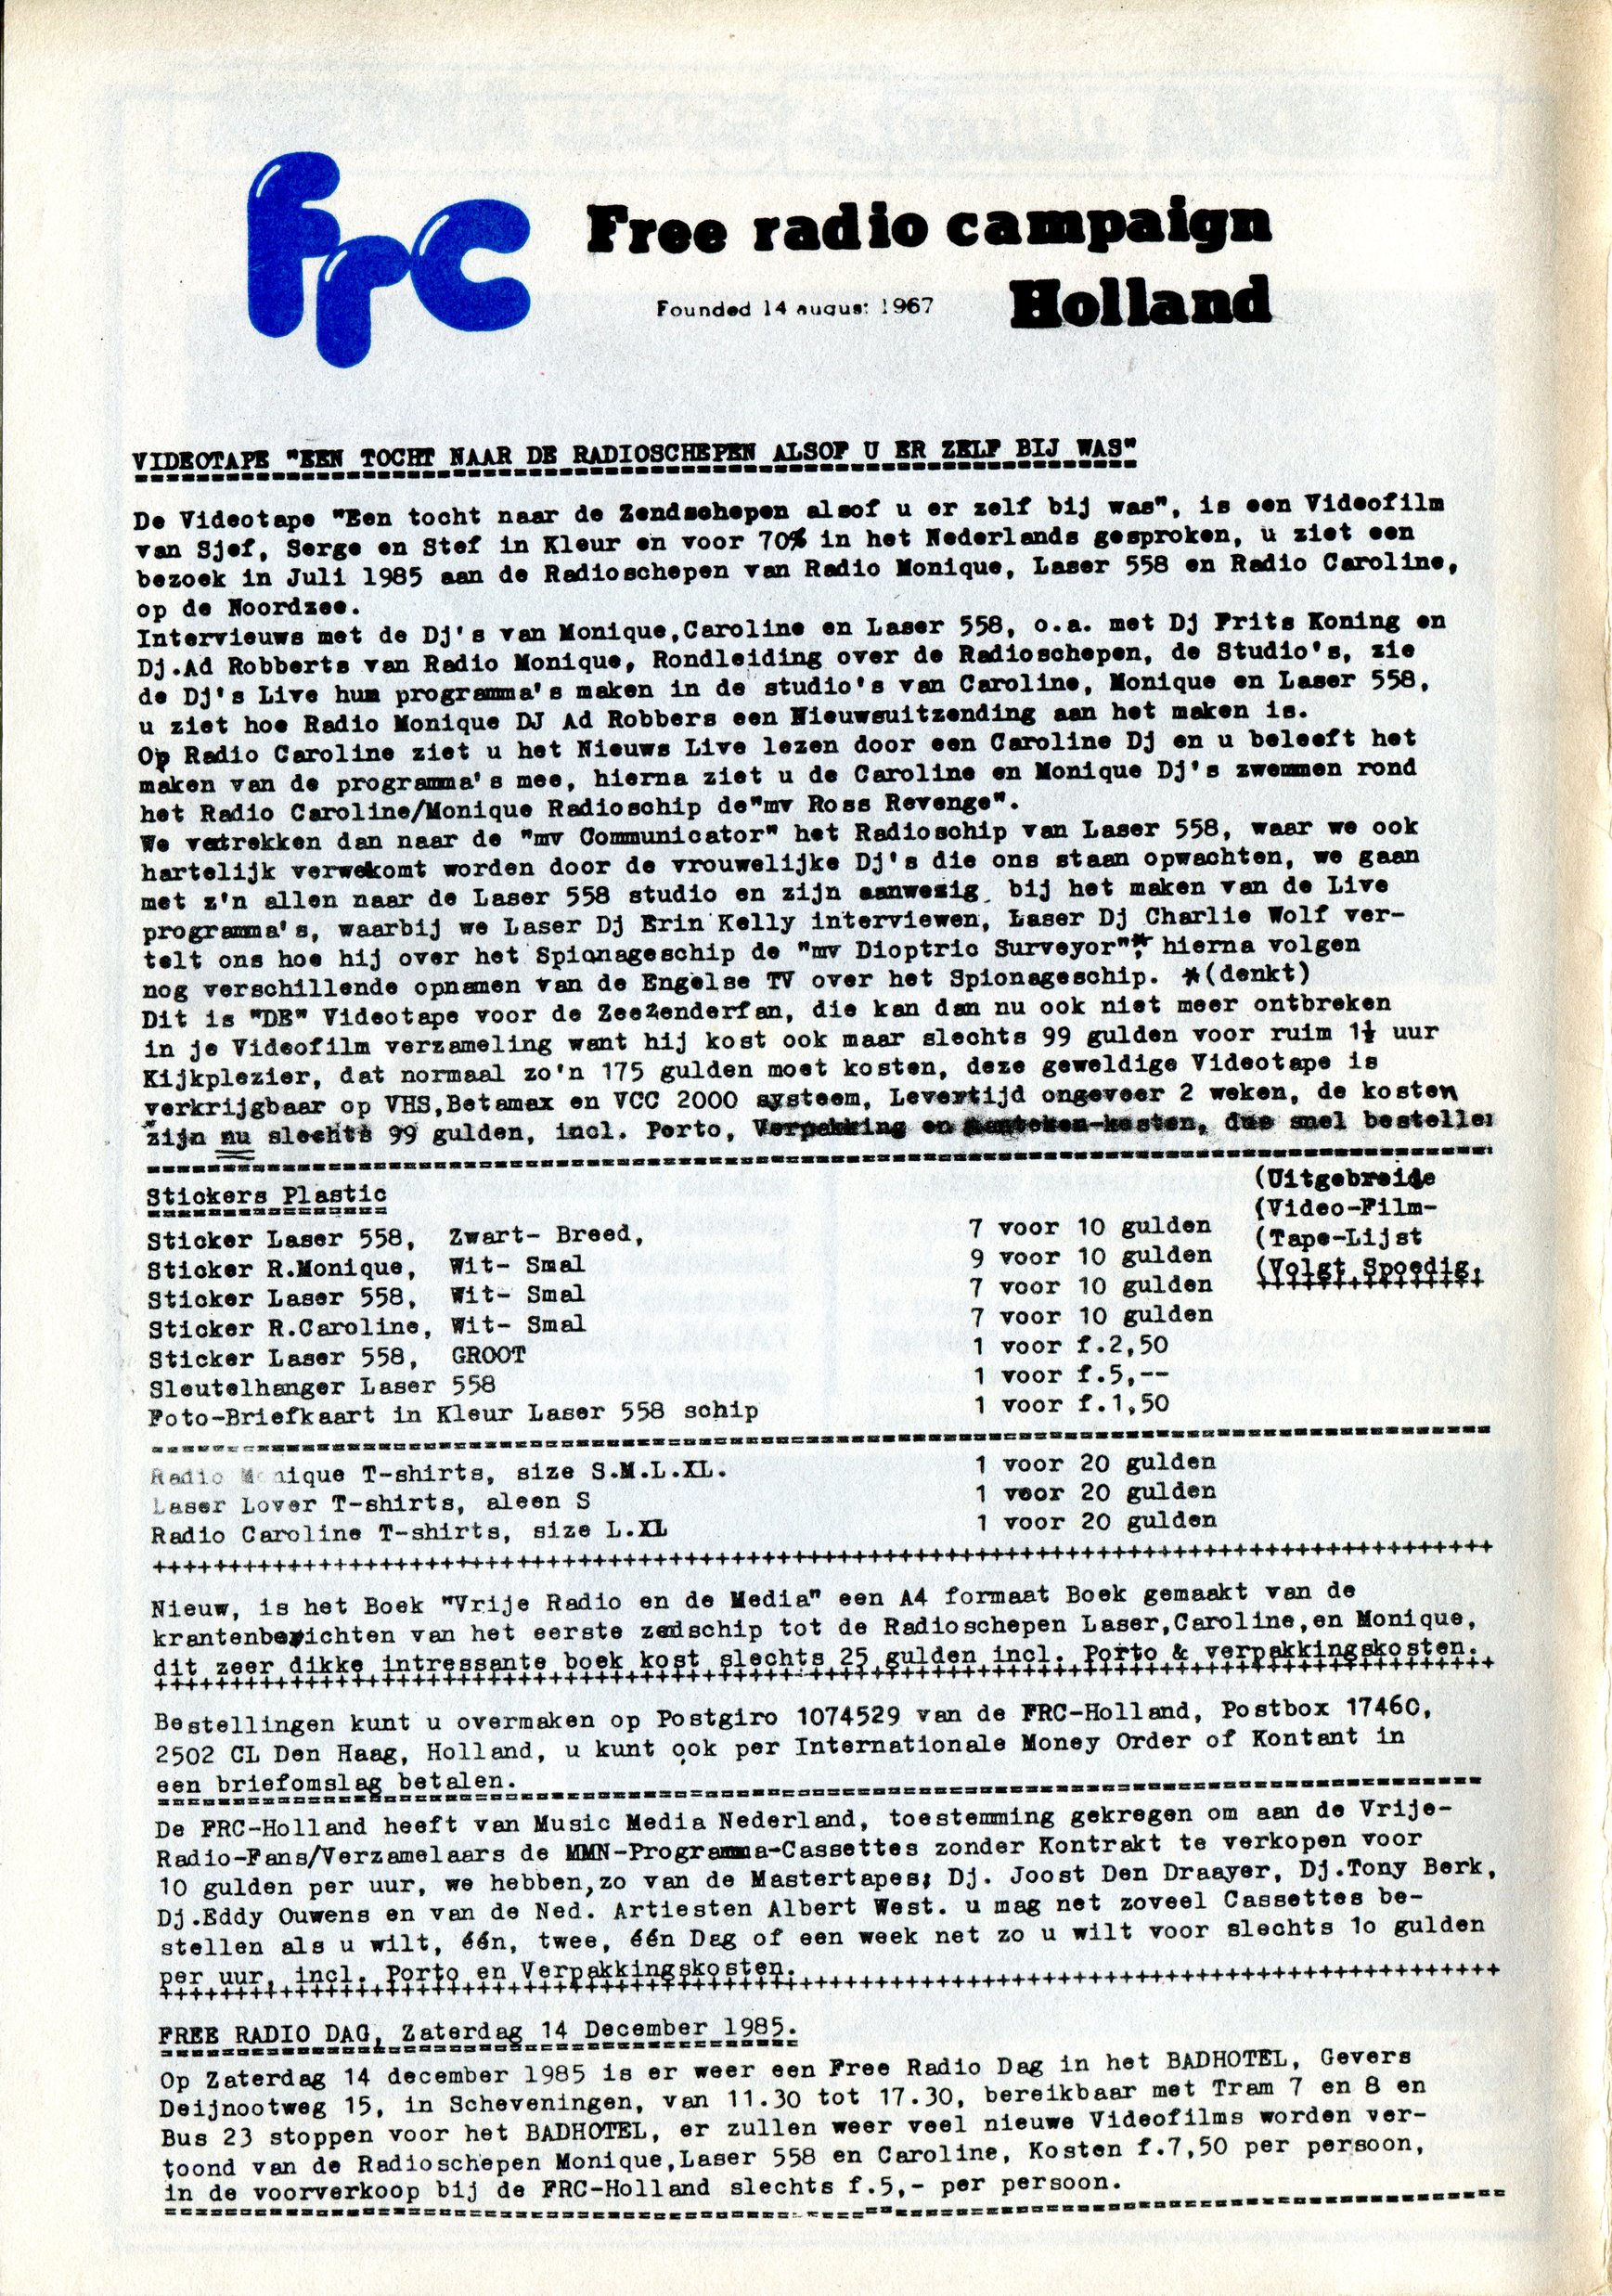 frc
Free radio campaign
Holland
Founded 14 august 1967
VIDEOTAPE "EEN TOCHT NAAR DE RADIOSCHEPEN ALSOF U ER ZELF BIJ WAS"
De Videotape "Een tocht naar de Zendschepen alsof u er zelf bij was", is een Videofilm
van Sjef, Serge en Stef in Kleur en voor 70% in het Nederlands gesproken, u ziet een
bezoek in Juli 1985 aan de Radioschepen van Radio Monique, Laser 558 en Radio Caroline,
op de Noordzee.
Intervieuws met de Dj's van Monique,Caroline en Laser 558, o.a. met Dj Frits Koning en
Dj.Ad Robberts van Radio Monique, Rondleiding over de Radioschepen, de Studio's, zie
de Dj's Live hun programma's maken in de studio's van Caroline, Monique en Laser 558,
u ziet hoe Radio Monique DJ Ad Robbers een Nieuwsuitzending aan het maken is.
Op Radio Caroline ziet u het Nieuws Live lezen door een Caroline Dj en u beleeft het
maken van de programma's mee, hierna ziet u de Caroline en Monique Dj's zwemmen rond
het Radio Caroline/Monique Radioschip de"mv Ross Revenge".
We vetrekken dan naar de "mv Communicator" het Radioschip van Laser 558, waar we ook
hartelijk verwekomt worden door de vrouwelijke Dj's die ons staan opwachten, we gaan
met z'n allen naar de Laser 558 studio en zijn aanwezig bij het maken van de Live
programma's, waarbij we Laser Dj Erin Kelly interviewen, Laser Dj Charlie Wolf ver-
telt ons hoe hij over het Spionageschip de "mv Dioptric Surveyor"* hierna volgen
nog verschillende opnamen van de Engelse TV over het Spionageschip. *(denkt)
Dit is "DE" Videotape voor de ZeeZenderfan, die kan dan nu ook niet meer ontbreken
in je Videofilm verzameling want hij kost ook maar slechts 99 gulden voor ruim 1½ uur
Kijkplezier, dat normaal zo'n 175 gulden moet kosten, deze geweldige Videotape is
verkrijgbaar op VHS,Betamax en VCC 2000 systeem, Levertijd ongeveer 2 weken, de kosten
zijn nu slechts 99 gulden, incl. Porto, Verpakking en Aanteken-kosten, dus snel bestellen
Stickers Plastic
Sticker Laser 558, Zwart- Breed, 7 voor 10 gulden
Sticker R.Monique, Wit- Smal 9 voor 10 gulden
Sticker Laser 558, Wit- Smal 7 voor 10 gulden
Sticker R.Caroline, Wit- Smal 7 voor 10 gulden
Sticker Laser 558, GROOT 1 voor f.2,50
Sleutelhanger Laser 558 1 voor f.5,--
Foto-Briefkaart in Kleur Laser 558 schip 1 voor f.1,50
(Uitgebreide
(Video-Film-
(Tape-Lijst
(Volgt Spoedig.
Radio Monique T-shirts, size S.M.L.XL. 1 voor 20 gulden
Laser Lover T-shirts, aleen S 1 voor 20 gulden
Radio Caroline T-shirts, size L.XL 1 voor 20 gulden
++++++++++++++++++++++++++++++++++++++++++++++++++++++++++++++++++++++++++++++++++++++++
Nieuw, is het Boek "Vrije Radio en de Media" een A4 formaat Boek gemaakt van de
krantenberichten van het eerste zedschip tot de Radioschepen Laser,Caroline,en Monique,
dit zeer dikke intressante boek kost slechts 25 gulden incl. Porto & verpakkingskosten.
++++++++++++++++++++++++++++++++++++++++++++++++++++++++++++++++++++++++++++++++++++++++
Bestellingen kunt u overmaken op Postgiro 1074529 van de FRC-Holland, Postbox 17460,
2502 CL Den Haag, Holland, u kunt ook per Internationale Money Order of Kontant in
een briefomslag betalen.
De FRC-Holland heeft van Music Media Nederland, toestemming gekregen om aan de Vrije-
Radio-Fans/Verzamelaars de MMN-Programma-Cassettes zonder Kontrakt te verkopen voor
10 gulden per uur, we hebben,zo van de Mastertapes; Dj. Joost Den Draayer, Dj.Tony Berk,
Dj.Eddy Ouwens en van de Ned. Artiesten Albert West. u mag net zoveel Cassettes be-
stellen als u wilt, één, twee, één Dag of een week net zo u wilt voor slechts 1o gulden
per uur, incl. Porto en Verpakkingskosten.
++++++++++++++++++++++++++++++++++++++++++++++++++++++++++++++++++++++++++++++++++++++++
FREE RADIO DAG, Zaterdag 14 December 1985.
Op Zaterdag 14 december 1985 is er weer een Free Radio Dag in het BADHOTEL, Gevers
Deijnootweg 15, in Scheveningen, van 11.30 tot 17.30, bereikbaar met Tram 7 en 8 en
Bus 23 stoppen voor het BADHOTEL, er zullen weer veel nieuwe Videofilms worden ver-
toond van de Radioschepen Monique,Laser 558 en Caroline, Kosten f.7,50 per persoon,
in de voorverkoop bij de FRC-Holland slechts f.5,- per persoon.